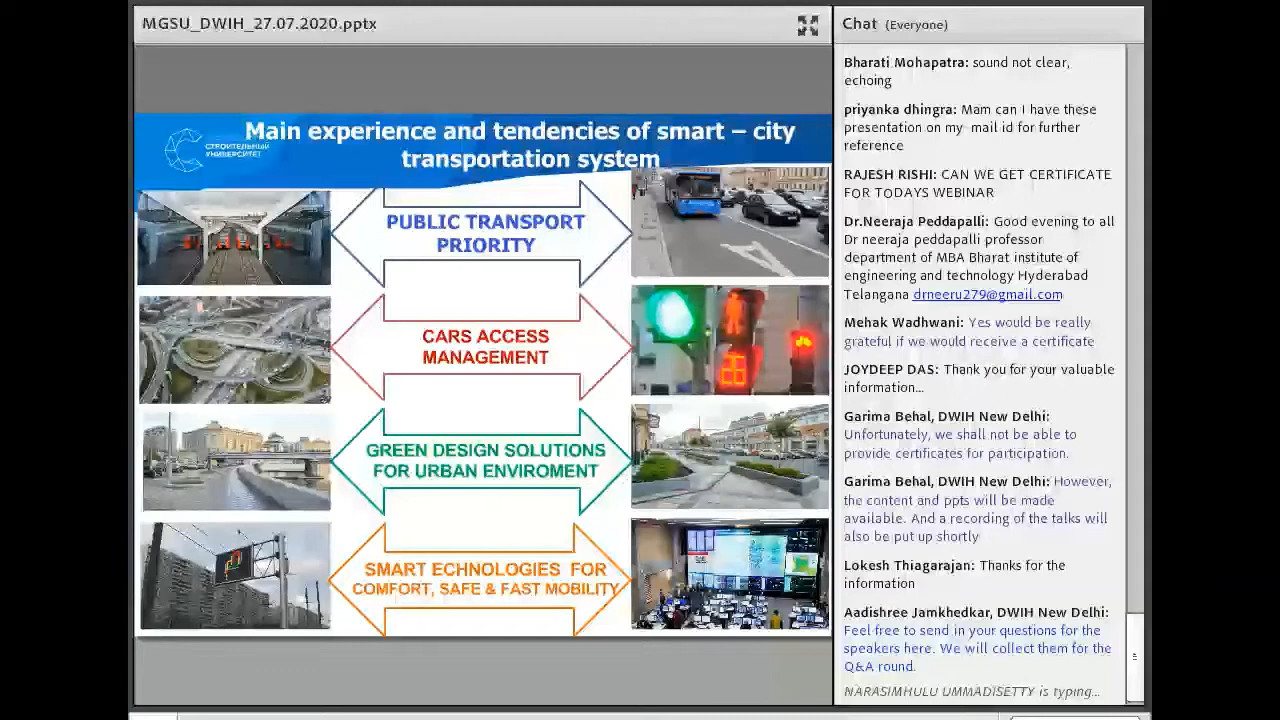 MGSU_DWIH_27.07.2020.pptx
Main experience and tendencies of smart – city
transportation system
СТРОИТЕЛЬНЫЙ
УНИВЕРСИТЕТ
PUBLIC TRANSPORT
PRIORITY
CARS ACCESS
MANAGEMENT
GREEN DESIGN SOLUTIONS
FOR URBAN ENVIROMENT
SMART ECHNOLOGIES FOR
COMFORT, SAFE & FAST MOBILITY
Chat (Everyone)
Bharati Mohapatra: sound not clear,
echoing
priyanka dhingra: Mam can I have these
presentation on my mail id for further
reference
RAJESH RISHI: CAN WE GET CERTIFICATE
FOR TODAYS WEBINAR
Dr.Neeraja Peddapalli: Good evening to all
Dr neeraja peddapalli professor
department of MBA Bharat institute of
engineering and technology Hyderabad
Telangana drneeru279@gmail.com
Mehak Wadhwani: Yes would be really
grateful if we would receive a certificate
JOYDEEP DAS: Thank you for your valuable
information...
Garima Behal, DWIH New Delhi:
Unfortunately, we shall not be able to
provide certificates for participation.
Garima Behal, DWIH New Delhi: However,
the content and ppts will be made
available. And a recording of the talks will
also be put up shortly
Lokesh Thiagarajan: Thanks for the
information
Aadishree Jamkhedkar, DWIH New Delhi:
Feel free to send in your questions for the
speakers here. We will collect them for the
Q&A round.
NARASIMHULU UMMADISETTY is typing...